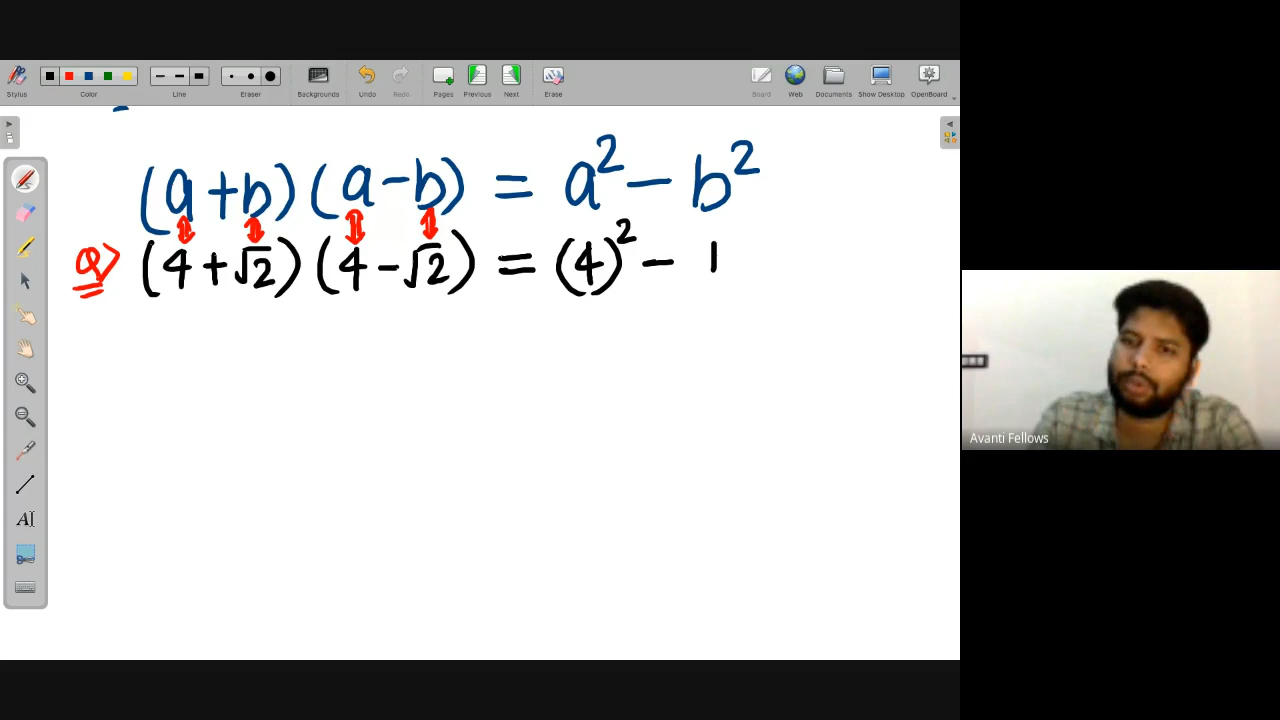 Stylus Color Line Eraser Backgrounds Undo Redo Pages Previous Next Erase Board Web Documents Show Desktop OpenBoard
(a+b)(a-b) = a² - b²
Q> (4+√2)(4-√2) = (4)² - 1
Avanti Fellows